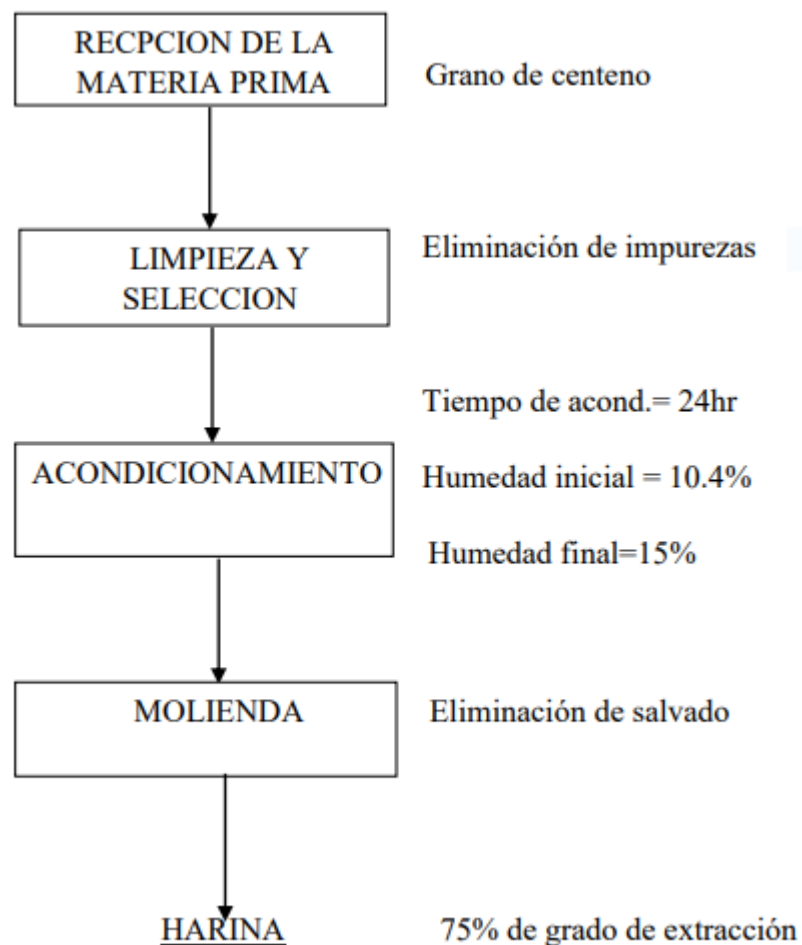 RECPCION DE LA
MATERIA PRIMA
Grano de centeno
LIMPIEZA Y
SELECCION
Eliminación de impurezas
Tiempo de acond.= 24hr
ACONDICIONAMIENTO
Humedad inicial = 10.4%
Humedad final=15%
MOLIENDA
Eliminación de salvado
HARINA
75% de grado de extracción